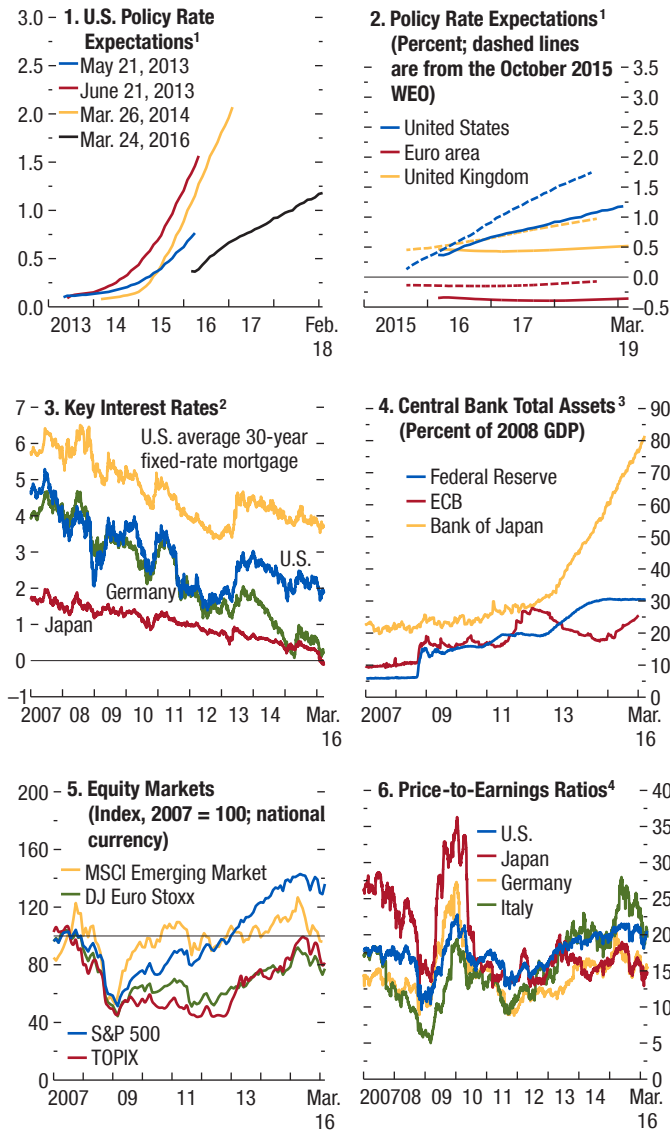 1. U.S. Policy Rate
Expectations¹
May 21, 2013
June 21, 2013
Mar. 26, 2014
Mar. 24, 2016
3.0
2.5
2.0
1.5
1.0
0.5
0.0
2013 14 15 16 17 Feb.
18
2. Policy Rate Expectations¹
(Percent; dashed lines
are from the October 2015
WEO)
United States
Euro area
United Kingdom
3.5
3.0
2.5
2.0
1.5
1.0
0.5
0.0
–0.5
2015 16 17 Mar.
19
3. Key Interest Rates²
U.S. average 30-year
fixed-rate mortgage
U.S.
Germany
Japan
7
6
5
4
3
2
1
0
–1
2007 08 09 10 11 12 13 14 Mar.
16
4. Central Bank Total Assets³
(Percent of 2008 GDP)
Federal Reserve
ECB
Bank of Japan
90
80
70
60
50
40
30
20
10
0
2007 09 11 13 Mar.
16
5. Equity Markets
(Index, 2007 = 100; national
currency)
MSCI Emerging Market
DJ Euro Stoxx
S&P 500
TOPIX
200
160
120
80
40
0
2007 09 11 13 Mar.
16
6. Price-to-Earnings Ratios⁴
U.S.
Japan
Germany
Italy
40
35
30
25
20
15
10
5
0
200708 09 10 11 12 13 14 Mar.
16